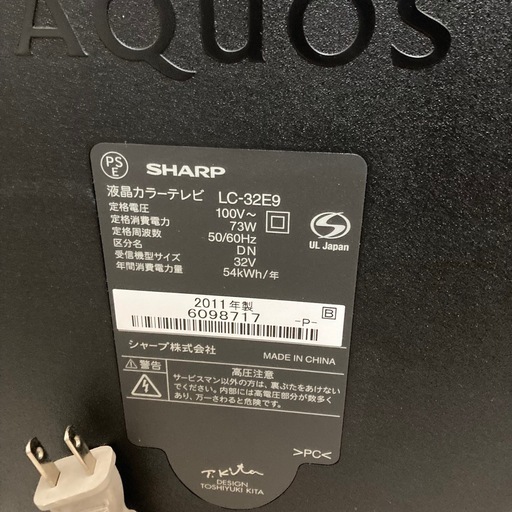 AQUOS
PS E SHARP
液晶カラーテレビ LC-32E9
定格電圧 100V～
定格消費電力 73W
定格周波数 50/60Hz
区分名 DN
受信機型サイズ 32V
年間消費電力量 54kWh/年
UL Japan
2011年製
6098717 -P- B
シャープ株式会社 MADE IN CHINA
警告 高圧注意
サービスマン以外の方は、裏ぶたをあけない
でください。内部には高電圧部分が数多く
あり、万一さわると危険です。
>PC<
T. Kita
DESIGN
TOSHIYUKI KITA